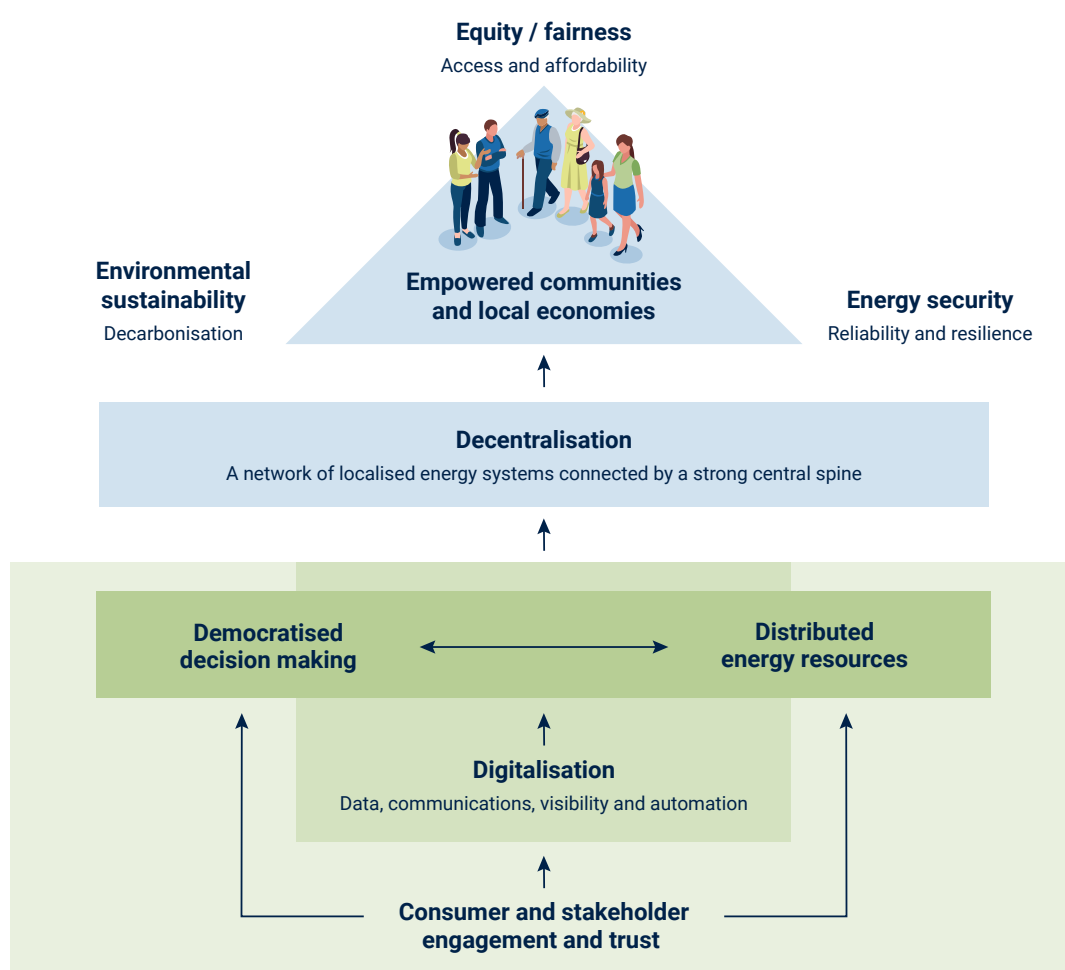 Equity / fairness
Access and affordability
Environmental
sustainability
Decarbonisation
Empowered communities
and local economies
Energy security
Reliability and resilience
Decentralisation
A network of localised energy systems connected by a strong central spine
Democratised
decision making
Distributed
energy resources
Digitalisation
Data, communications, visibility and automation
Consumer and stakeholder
engagement and trust